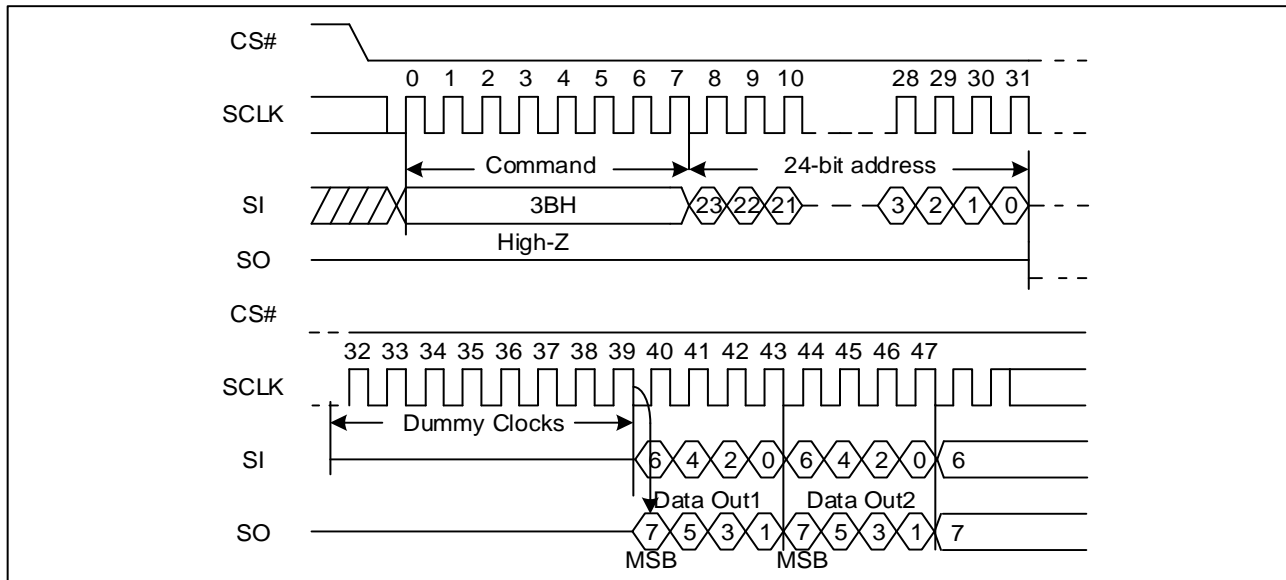 CS#
0 1 2 3 4 5 6 7 8 9 10 28 29 30 31
SCLK
Command 24-bit address
SI 3BH 23 22 21 3 2 1 0
High-Z
SO
CS#
32 33 34 35 36 37 38 39 40 41 42 43 44 45 46 47
SCLK
Dummy Clocks
SI 6 4 2 0 6 4 2 0 6
Data Out1 Data Out2
SO 7 5 3 1 7 5 3 1 7
MSB MSB